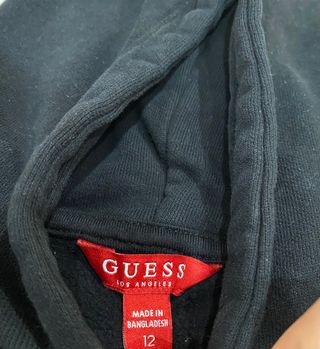 GUESS
LOS ANGELES
MADE IN
BANGLADESH
12